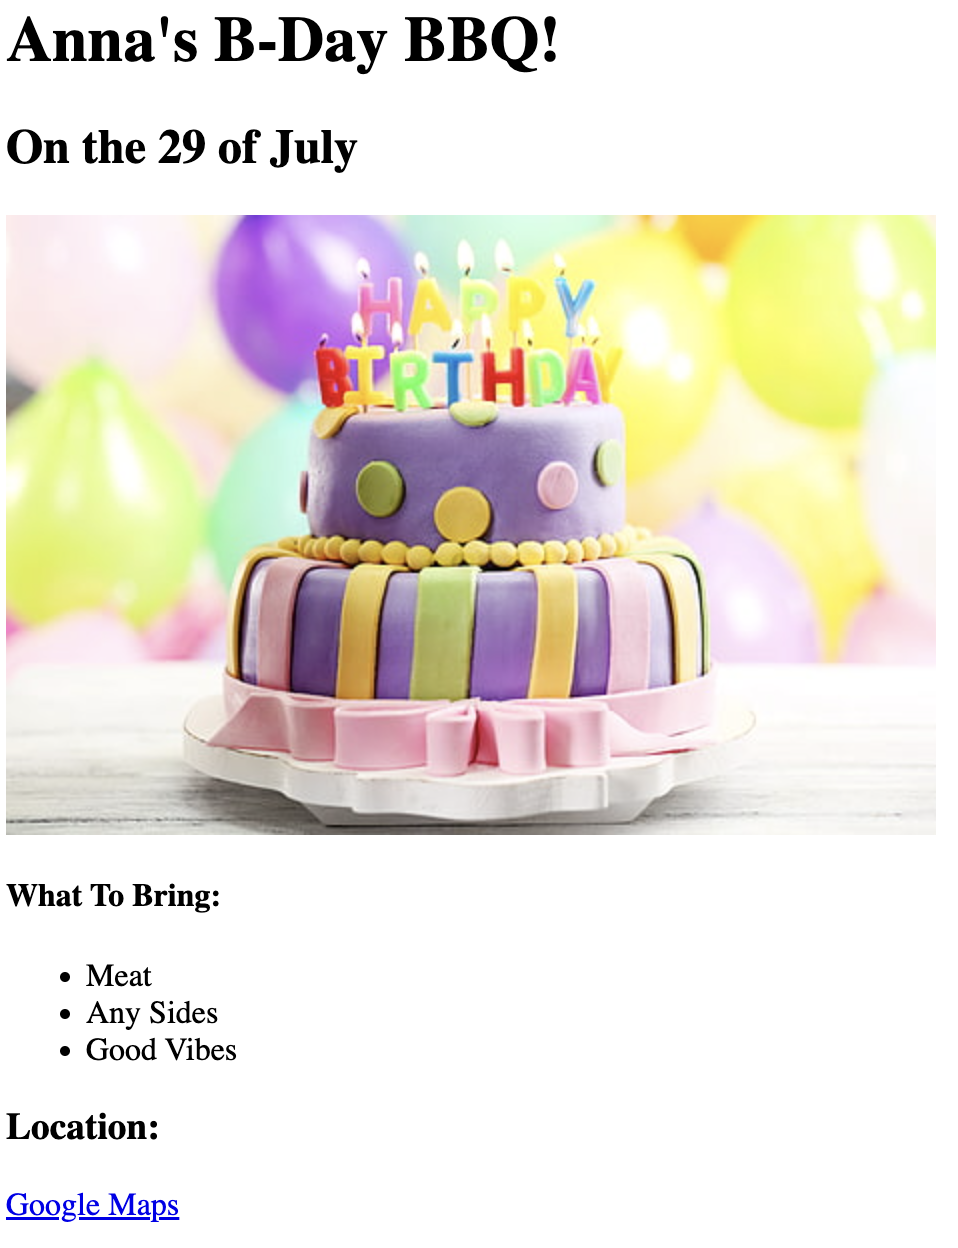 Anna's B-Day BBQ!
On the 29 of July
HAPPY
BIRTHDAY
What To Bring:
Meat
Any Sides
Good Vibes
Location:
Google Maps